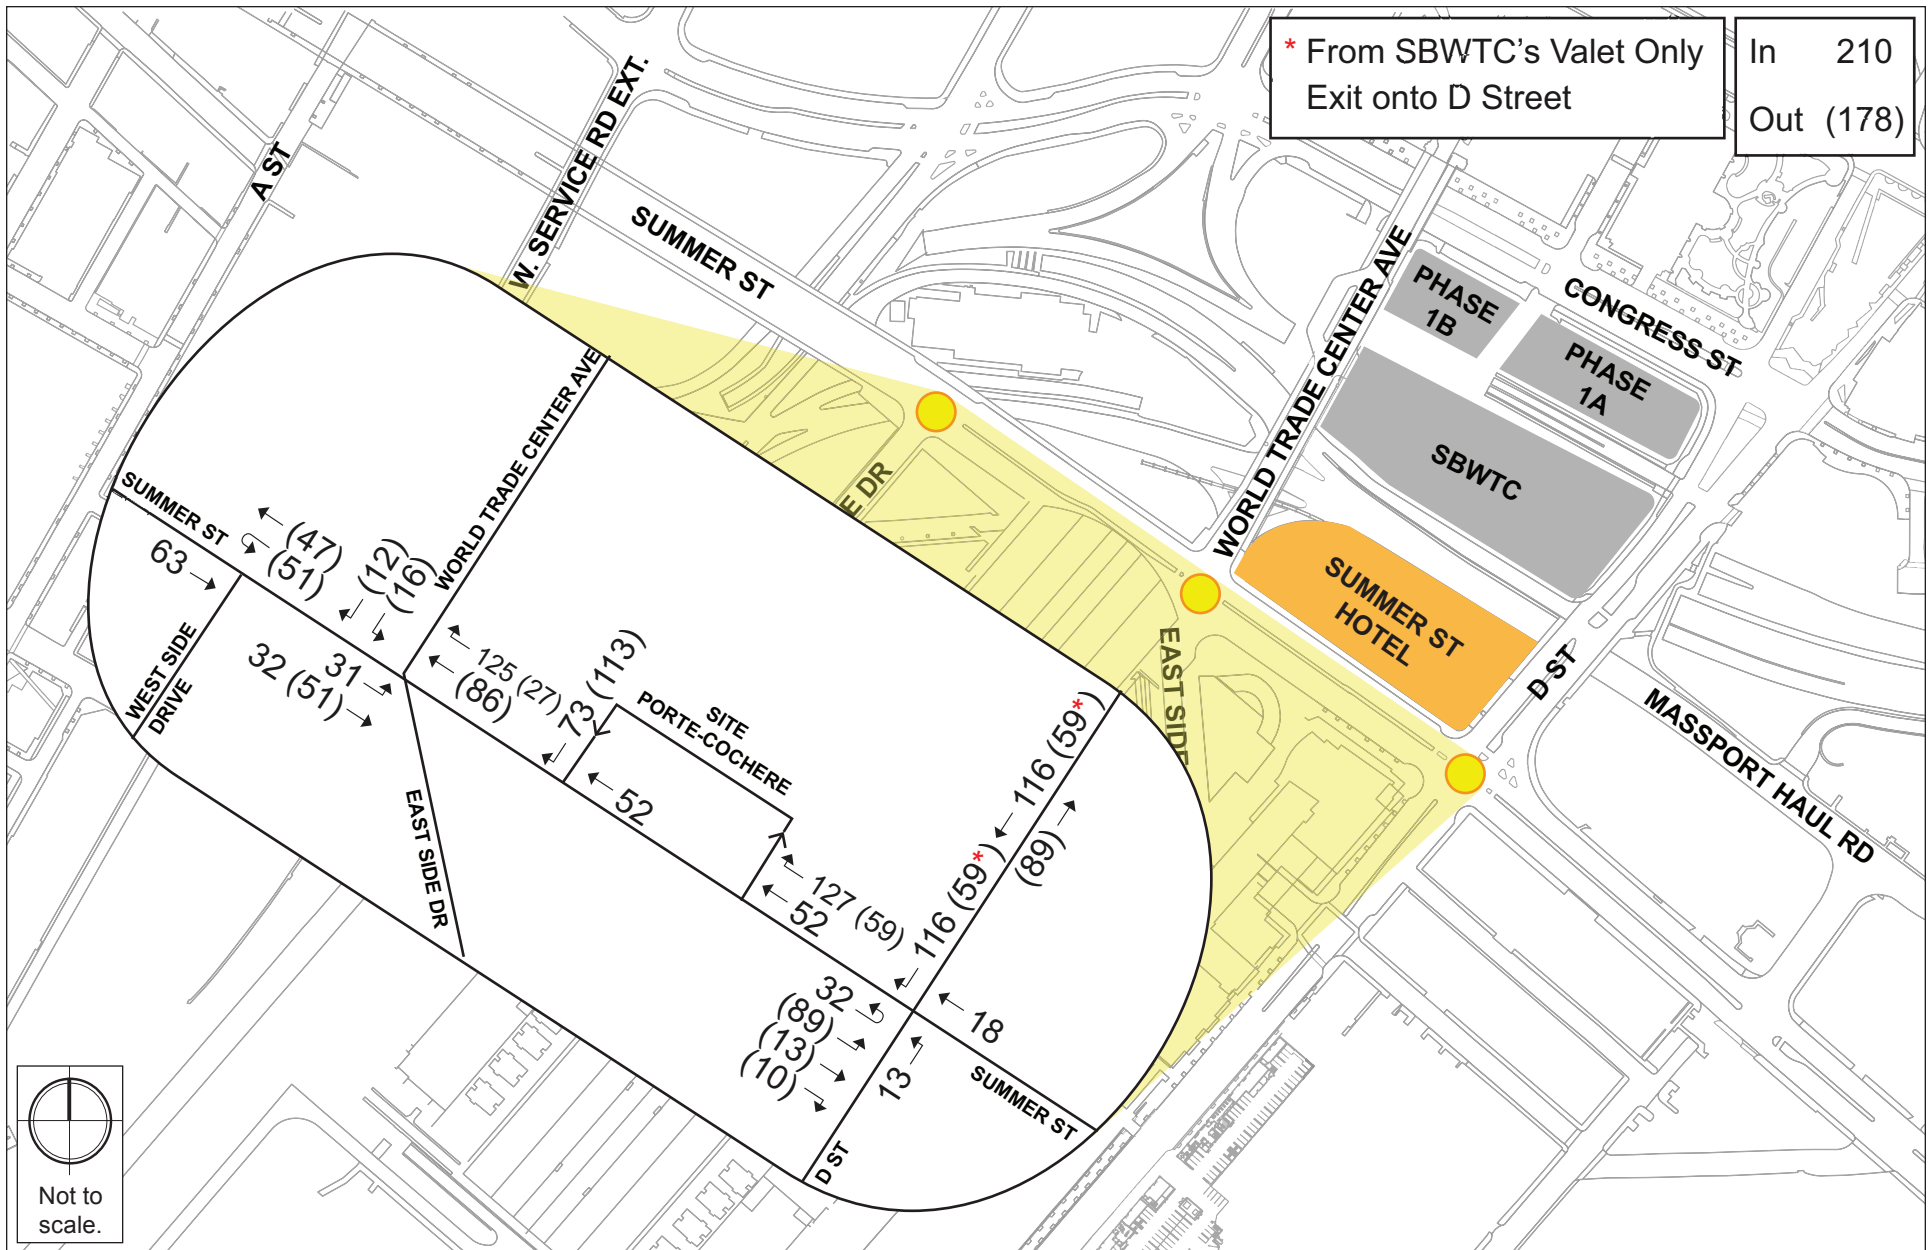 * From SBWTC's Valet Only
Exit onto D Street
In 210
Out (178)
A ST
W. SERVICE RD EXT.
SUMMER ST
WORLD TRADE CENTER AVE
CONGRESS ST
PHASE
1B
PHASE
1A
SBWTC
SUMMER ST
HOTEL
D ST
MASSPORT HAUL RD
E DR
EAST SIDE
SUMMER ST
63
(47)
(51)
(12)
(16)
WORLD TRADE CENTER AVE
WEST SIDE
DRIVE
31
32 (51)
125 (27)
(86)
73 (113)
SITE
PORTE-COCHERE
52
EAST SIDE DR
127 (59)
52
116 (59*)
(89)
116 (59*)
32
(89)
(13)
(10)
13
18
SUMMER ST
D ST
Not to
scale.